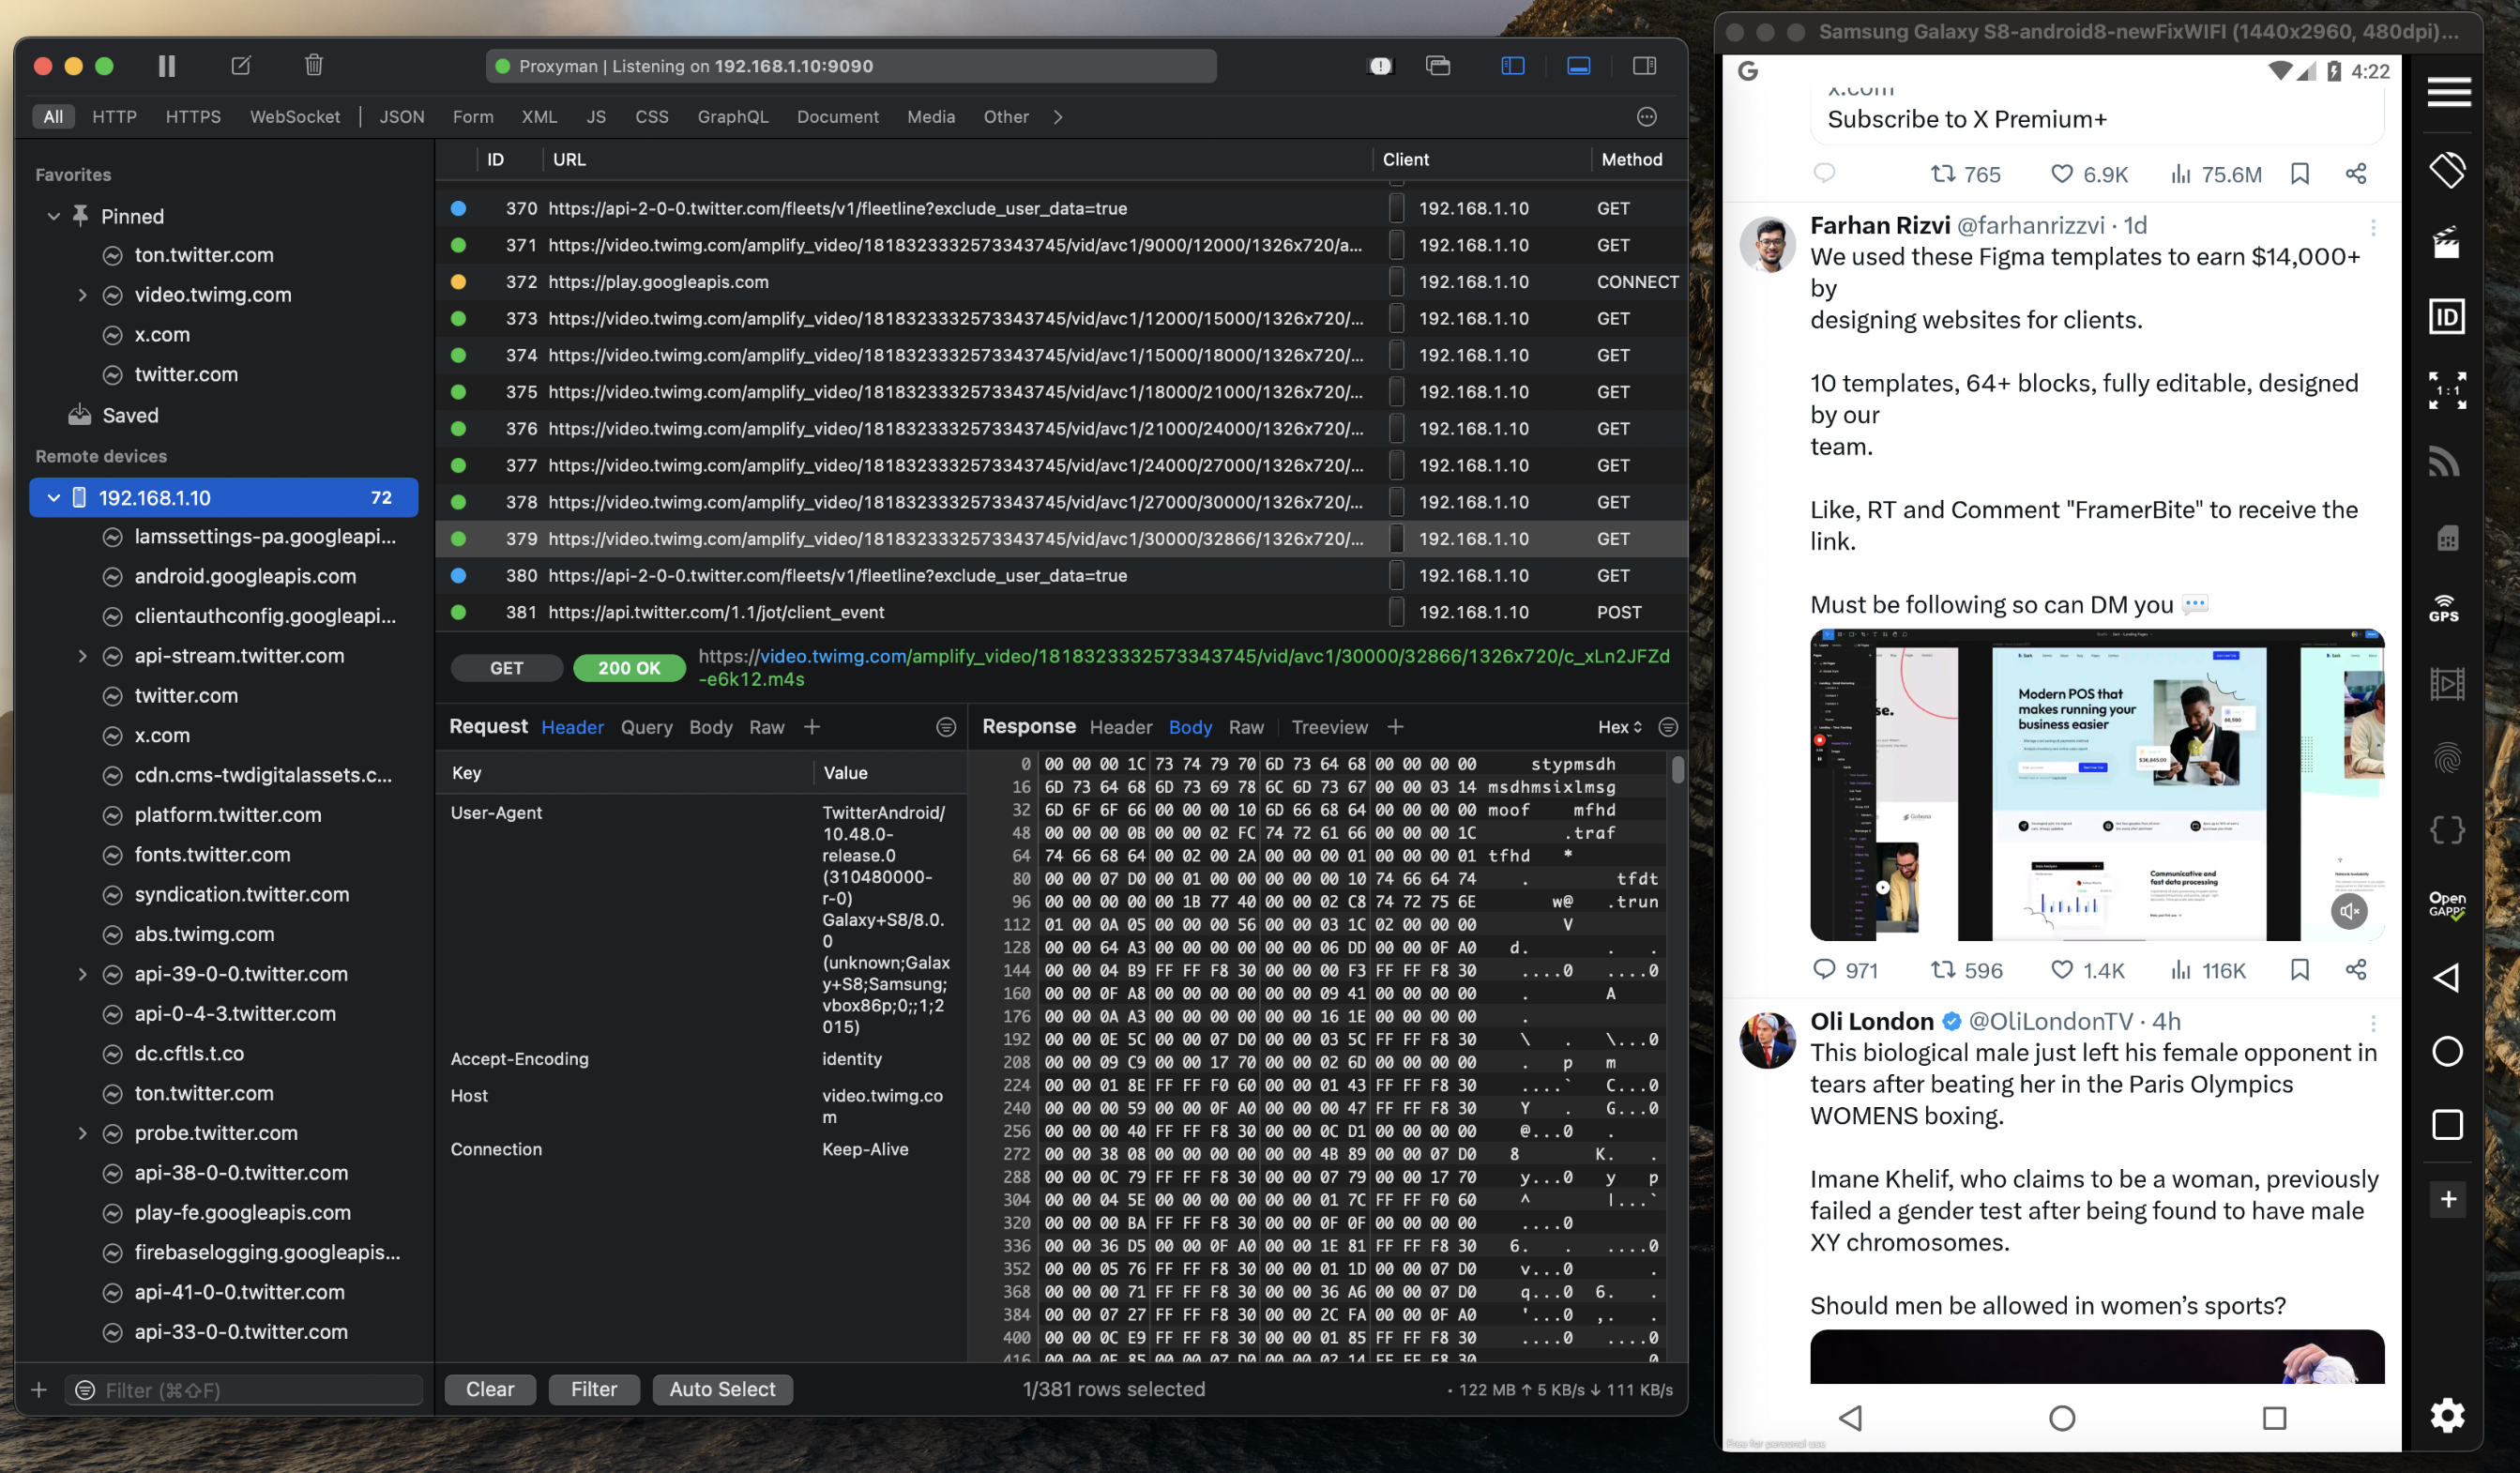 Proxyman | Listening on 192.168.1.10:9090
All HTTP HTTPS WebSocket JSON Form XML JS CSS GraphQL Document Media Other
Favorites
Pinned
ton.twitter.com
video.twimg.com
x.com
twitter.com
Saved
Remote devices
192.168.1.10 72
lamssettings-pa.googleapi...
android.googleapis.com
clientauthconfig.googleapi...
api-stream.twitter.com
twitter.com
x.com
cdn.cms-twdigitalassets.c...
platform.twitter.com
fonts.twitter.com
syndication.twitter.com
abs.twimg.com
api-39-0-0.twitter.com
api-0-4-3.twitter.com
dc.cftls.t.co
ton.twitter.com
probe.twitter.com
api-38-0-0.twitter.com
play-fe.googleapis.com
firebaselogging.googleapis...
api-41-0-0.twitter.com
api-33-0-0.twitter.com
Filter (⌘⇧F)
ID URL Client Method
370 https://api-2-0-0.twitter.com/fleets/v1/fleetline?exclude_user_data=true 192.168.1.10 GET
371 https://video.twimg.com/amplify_video/1818323332573343745/vid/avc1/9000/12000/1326x720/a... 192.168.1.10 GET
372 https://play.googleapis.com 192.168.1.10 CONNECT
373 https://video.twimg.com/amplify_video/1818323332573343745/vid/avc1/12000/15000/1326x720/... 192.168.1.10 GET
374 https://video.twimg.com/amplify_video/1818323332573343745/vid/avc1/15000/18000/1326x720/... 192.168.1.10 GET
375 https://video.twimg.com/amplify_video/1818323332573343745/vid/avc1/18000/21000/1326x720/... 192.168.1.10 GET
376 https://video.twimg.com/amplify_video/1818323332573343745/vid/avc1/21000/24000/1326x720/... 192.168.1.10 GET
377 https://video.twimg.com/amplify_video/1818323332573343745/vid/avc1/24000/27000/1326x720/... 192.168.1.10 GET
378 https://video.twimg.com/amplify_video/1818323332573343745/vid/avc1/27000/30000/1326x720/... 192.168.1.10 GET
379 https://video.twimg.com/amplify_video/1818323332573343745/vid/avc1/30000/32866/1326x720/... 192.168.1.10 GET
380 https://api-2-0-0.twitter.com/fleets/v1/fleetline?exclude_user_data=true 192.168.1.10 GET
381 https://api.twitter.com/1.1/jot/client_event 192.168.1.10 POST
GET 200 OK https://video.twimg.com/amplify_video/1818323332573343745/vid/avc1/30000/32866/1326x720/c_xLn2JFZd
-e6k12.m4s
Request Header Query Body Raw
Key Value
User-Agent TwitterAndroid/
10.48.0-
release.0
(310480000-
r-0)
Galaxy+S8/8.0.
0
(unknown;Galax
y+S8;Samsung;
vbox86p;0;;1;2
015)
Accept-Encoding identity
Host video.twimg.co
m
Connection Keep-Alive
Response Header Body Raw Treeview Hex
0 00 00 00 1C 73 74 79 70 6D 73 64 68 00 00 00 00 stypmsdh
16 6D 73 64 68 6D 73 69 78 6C 6D 73 67 00 00 03 14 msdhmsixlmsg
32 6D 6F 6F 66 00 00 00 10 6D 66 68 64 00 00 00 00 moof mfhd
48 00 00 00 0B 00 00 02 FC 74 72 61 66 00 00 00 1C .traf
64 74 66 68 64 00 02 00 2A 00 00 00 01 00 00 00 01 tfhd *
80 00 00 07 D0 00 01 00 00 00 00 00 10 74 66 64 74 . tfdt
96 00 00 00 00 00 1B 77 40 00 00 02 C8 74 72 75 6E w@ .trun
112 01 00 0A 05 00 00 00 56 00 00 03 1C 02 00 00 00 V
128 00 00 64 A3 00 00 00 00 00 00 06 DD 00 00 0F A0 d. . .
144 00 00 04 B9 FF FF F8 30 00 00 00 F3 FF FF F8 30 ....0 ....0
160 00 00 0F A8 00 00 00 00 00 00 09 41 00 00 00 00 . A
176 00 00 0A A3 00 00 00 00 00 00 16 1E 00 00 00 00 .
192 00 00 0E 5C 00 00 07 D0 00 00 03 5C FF FF F8 30 \ . \...0
208 00 00 09 C9 00 00 17 70 00 00 02 6D 00 00 00 00 . p m
224 00 00 01 8E FF FF F0 60 00 00 01 43 FF FF F8 30 ....` C...0
240 00 00 00 59 00 00 0F A0 00 00 00 47 FF FF F8 30 Y . G...0
256 00 00 00 40 FF FF F8 30 00 00 0C D1 00 00 00 00 @...0 .
272 00 00 38 08 00 00 00 00 00 00 4B 89 00 00 07 D0 8 K. .
288 00 00 0C 79 FF FF F8 30 00 00 07 79 00 00 17 70 y...0 y p
304 00 00 04 5E 00 00 00 00 00 00 01 7C FF FF F0 60 ^ |...`
320 00 00 00 BA FF FF F8 30 00 00 0F 0F 00 00 00 00 ....0
336 00 00 36 D5 00 00 0F A0 00 00 1E 81 FF FF F8 30 6. . ....0
352 00 00 05 76 FF FF F8 30 00 00 01 1D 00 00 07 D0 v...0 .
368 00 00 00 71 FF FF F8 30 00 00 36 A6 00 00 07 D0 q...0 6. .
384 00 00 07 27 FF FF F8 30 00 00 2C FA 00 00 0F A0 '...0 ,. .
400 00 00 0C E9 FF FF F8 30 00 00 01 85 FF FF F8 30 ....0 ....0
Clear Filter Auto Select 1/381 rows selected • 122 MB ↑ 5 KB/s ↓ 111 KB/s
Samsung Galaxy S8-android8-newFixWIFI (1440x2960, 480dpi)...
G 4:22
x.com
Subscribe to X Premium+
765 6.9K 75.6M
Farhan Rizvi @farhanrizzvi · 1d
We used these Figma templates to earn $14,000+
by
designing websites for clients.
10 templates, 64+ blocks, fully editable, designed
by our
team.
Like, RT and Comment "FramerBite" to receive the
link.
Must be following so can DM you 💬
se.
Modern POS that
makes running your
business easier
Communicative and
fast data processing
971 596 1.4K 116K
Oli London @OliLondonTV · 4h
This biological male just left his female opponent in
tears after beating her in the Paris Olympics
WOMENS boxing.
Imane Khelif, who claims to be a woman, previously
failed a gender test after being found to have male
XY chromosomes.
Should men be allowed in women’s sports?
Free for personal use
ID
1:1
GPS
Open
GAPPS